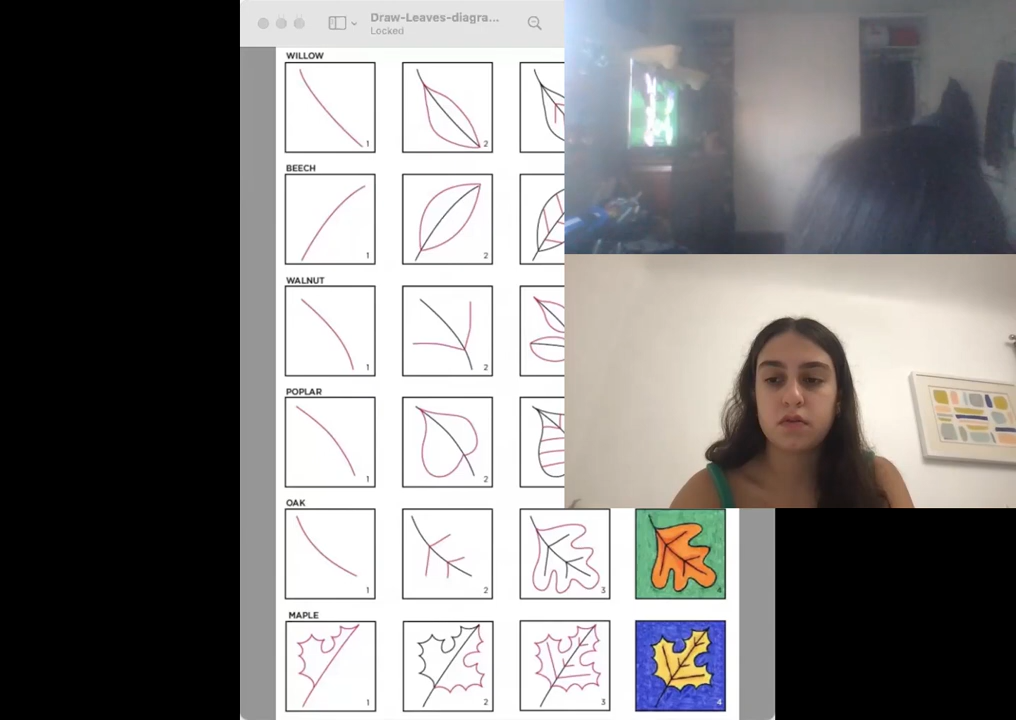 Draw-Leaves-diagra...
Locked
WILLOW
1 2
BEECH
1 2
WALNUT
1 2
POPLAR
1 2
OAK
1 2 3 4
MAPLE
1 2 3 4